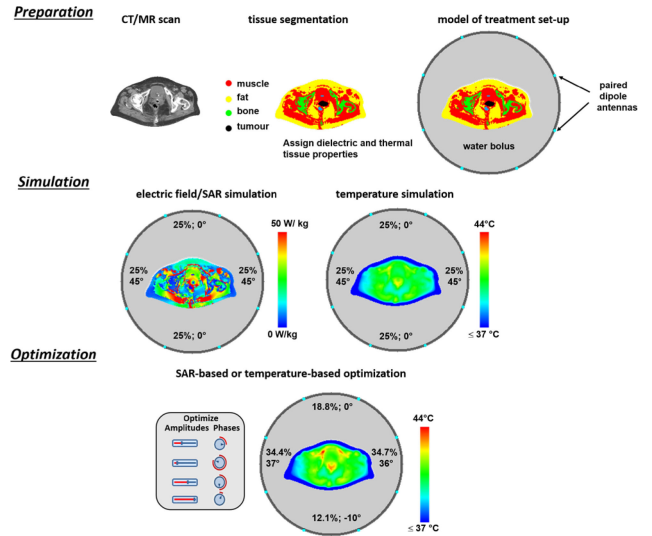 Preparation
CT/MR scan
tissue segmentation
model of treatment set-up
muscle
fat
bone
tumour
Assign dielectric and thermal
tissue properties
water bolus
paired
dipole
antennas
Simulation
electric field/SAR simulation
temperature simulation
25%; 0°
25%
45°
25%
45°
25%; 0°
50 W/ kg
0 W/kg
25%; 0°
25%
45°
25%
45°
25%; 0°
44°C
≤ 37 °C
Optimization
SAR-based or temperature-based optimization
Optimize
Amplitudes Phases
18.8%; 0°
34.4%
37°
34.7%
36°
12.1%; -10°
44°C
≤ 37 °C